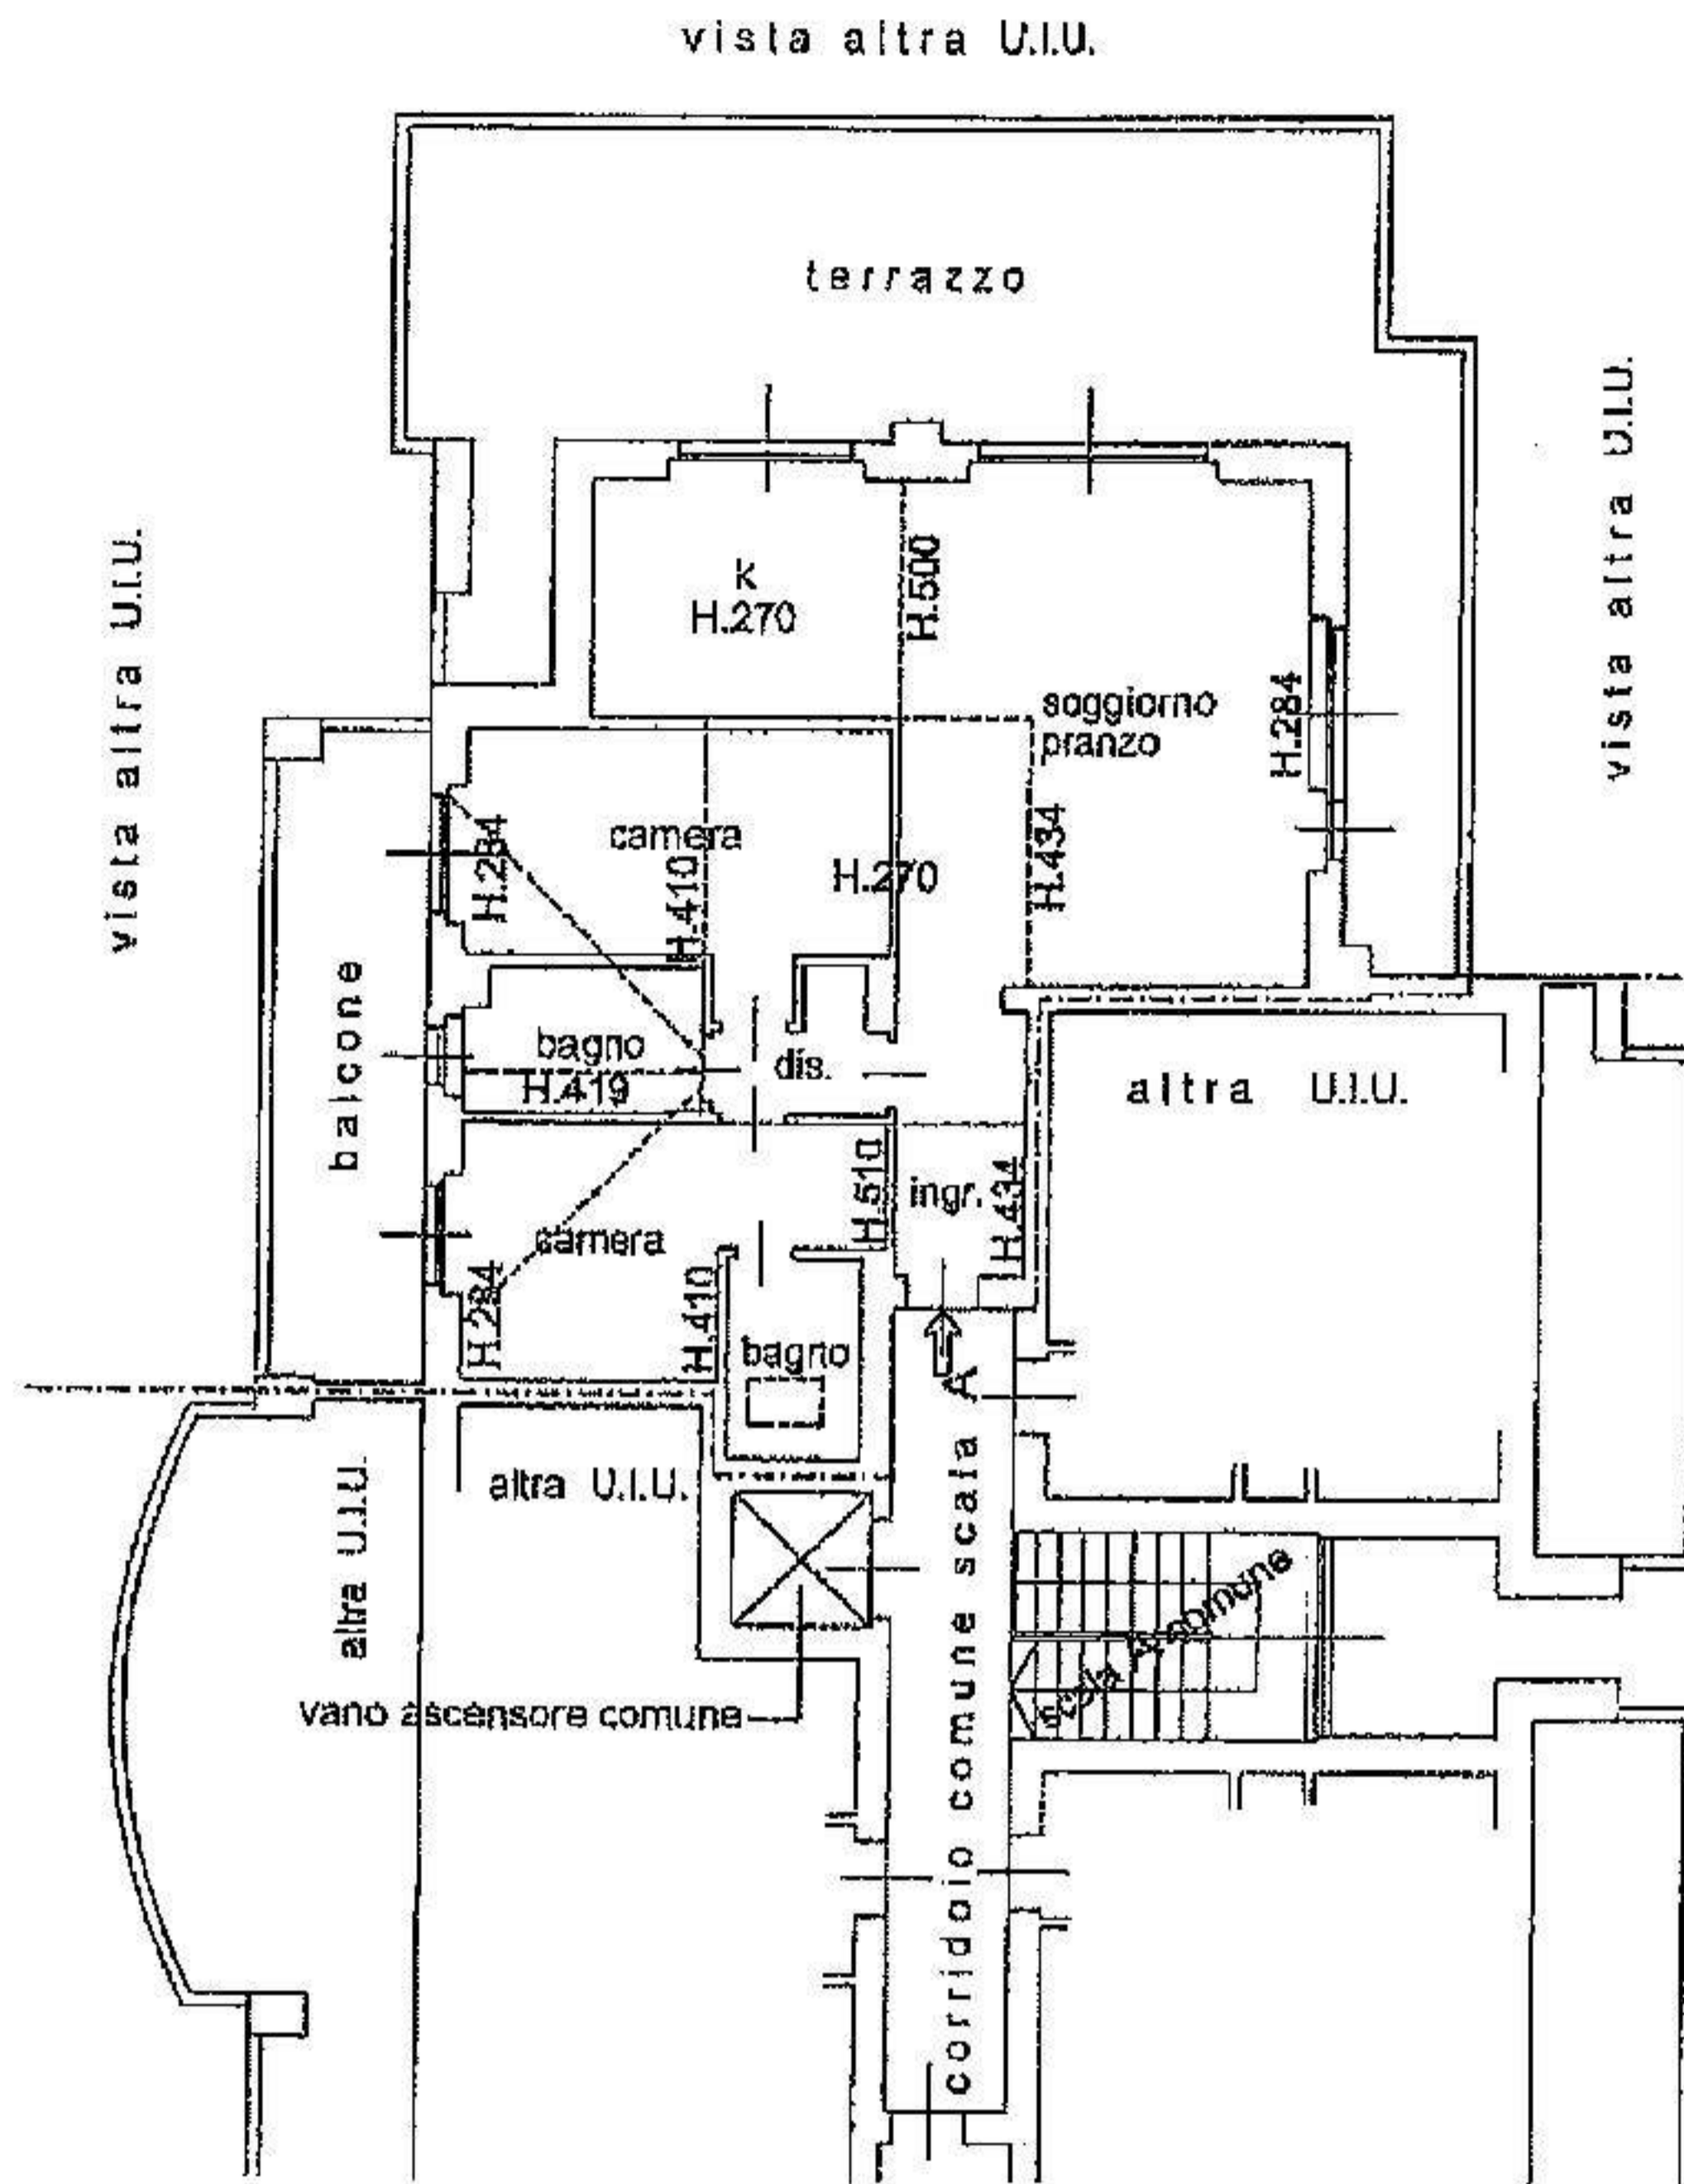 vista altra U.I.U.
terrazzo
vista altra U.I.U.
vista altra U.I.U.
K
H.270
H.500
soggiorno
pranzo
H.284
camera
H.284
H.410
H.270
H.434
balcone
bagno
H.419
dis.
altra U.I.U.
H.510
ingr.
H.434
camera
H.284
H.410
bagno
altra U.I.U.
altra U.I.U.
corridoio comune scala A
scala A comune
vano ascensore comune